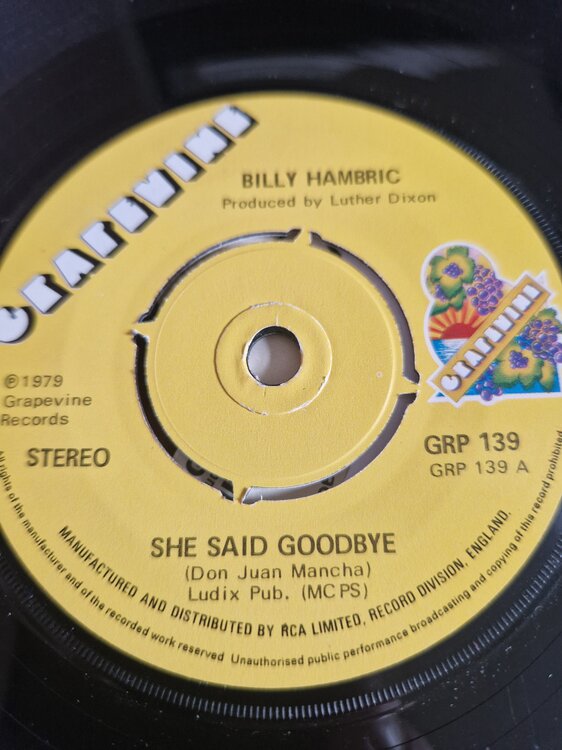 GRAPEVINE
BILLY HAMBRIC
Produced by Luther Dixon
GRAPEVINE
℗1979
Grapevine
Records
STEREO
GRP 139
GRP 139 A
SHE SAID GOODBYE
(Don Juan Mancha)
Ludix Pub. (MCPS)
MANUFACTURED AND DISTRIBUTED BY RCA LIMITED, RECORD DIVISION, ENGLAND.
All rights of the manufacturer and of the recorded work reserved Unauthorised public performance broadcasting and copying of this record prohibited